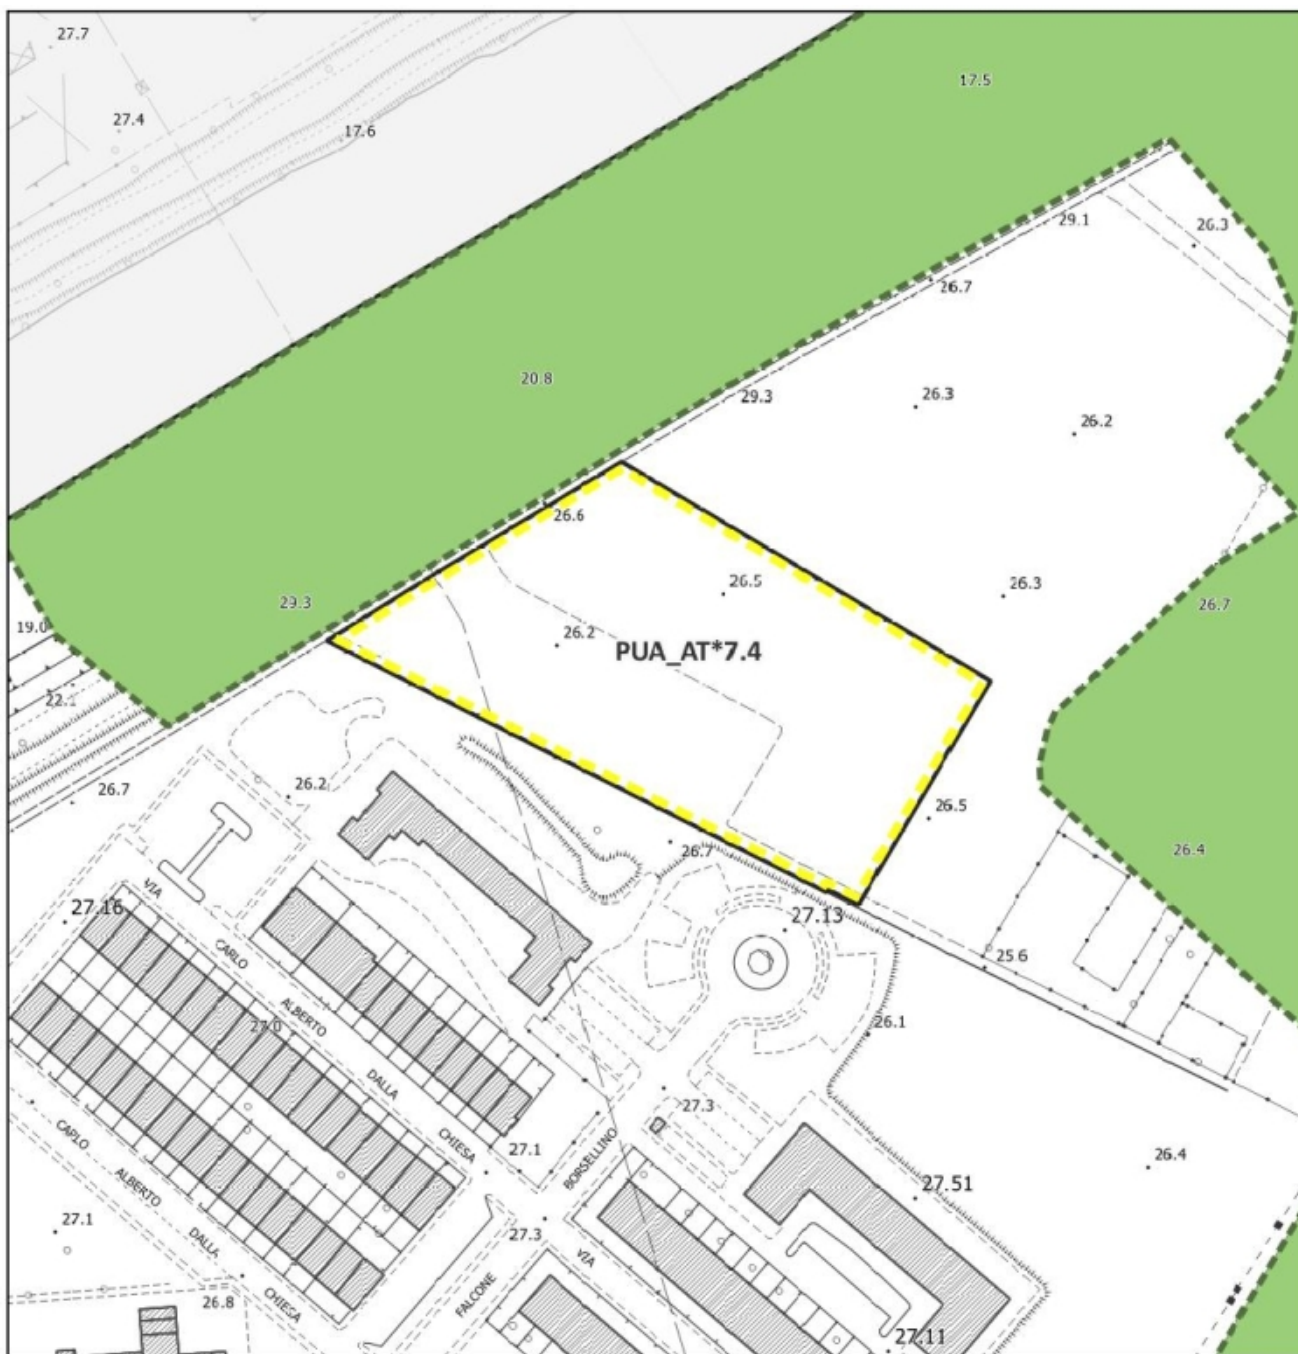 27.7
17.5
27.4
17.6
29.1
26.3
26.7
20.8
29.3
26.3
26.2
26.6
26.5
26.3
29.3
26.7
19.0
26.2
PUA_AT*7.4
22.1
26.7
26.2
26.5
26.7
26.4
VIA
27.16
27.13
CARLO
25 6
ALBERTO
27.0
26.1
DALLA
27.3
CAPLO
CHIESA
27.1
BORSELLINO
26.4
ALBERTO
27.51
27.1
DALLA
27.3
VIA
26.8
CHIESA
FALCONE
27.11